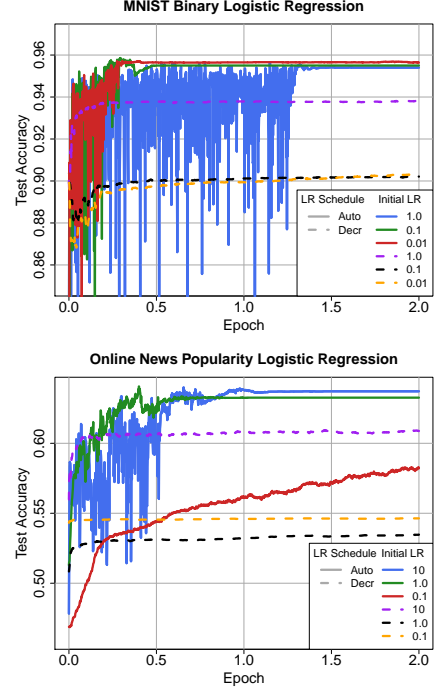 MNIST Binary Logistic Regression
Test Accuracy
0.96
0.94
0.92
0.90
0.88
0.86
LR Schedule Initial LR
Auto 1.0
Decr 0.1
0.01
1.0
0.1
0.01
0.0 0.5 1.0 1.5 2.0
Epoch
Online News Popularity Logistic Regression
Test Accuracy
0.60
0.55
0.50
LR Schedule Initial LR
Auto 10
Decr 1.0
0.1
10
1.0
0.1
0.0 0.5 1.0 1.5 2.0
Epoch